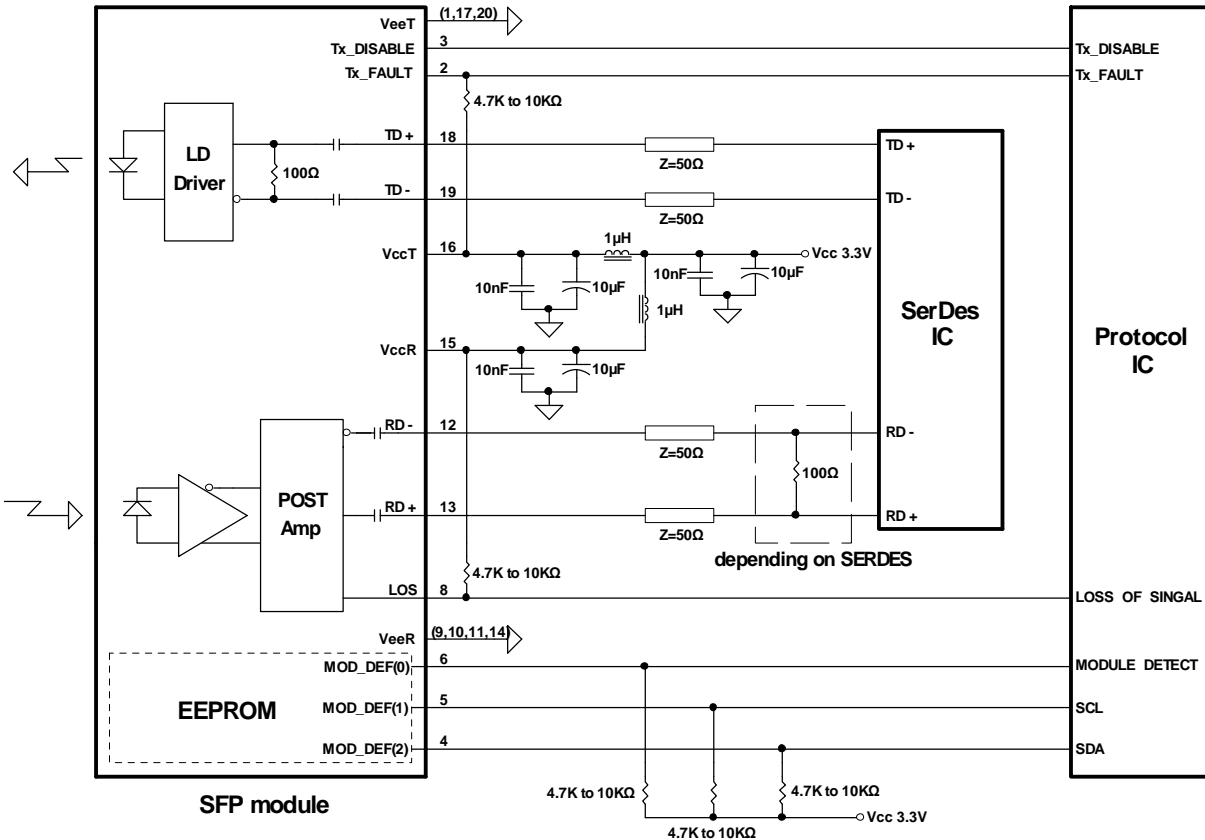 VeeT (1,17,20)
Tx_DISABLE 3 Tx_DISABLE
Tx_FAULT 2 Tx_FAULT
4.7K to 10KΩ
LD
Driver
100Ω
TD+ 18 Z=50Ω TD+
TD- 19 Z=50Ω TD-
VccT 16 1μH Vcc 3.3V
10nF 10μF 10nF 10μF
1μH
SerDes
IC
Protocol
IC
VccR 15
10nF 10μF
RD- 12 Z=50Ω RD-
100Ω
POST
Amp
RD+ 13 Z=50Ω RD+
depending on SERDES
4.7K to 10KΩ
LOS 8 LOSS OF SINGAL
VeeR (9,10,11,14)
MOD_DEF(0) 6 MODULE DETECT
EEPROM
MOD_DEF(1) 5 SCL
MOD_DEF(2) 4 SDA
SFP module
4.7K to 10KΩ 4.7K to 10KΩ
Vcc 3.3V
4.7K to 10KΩ